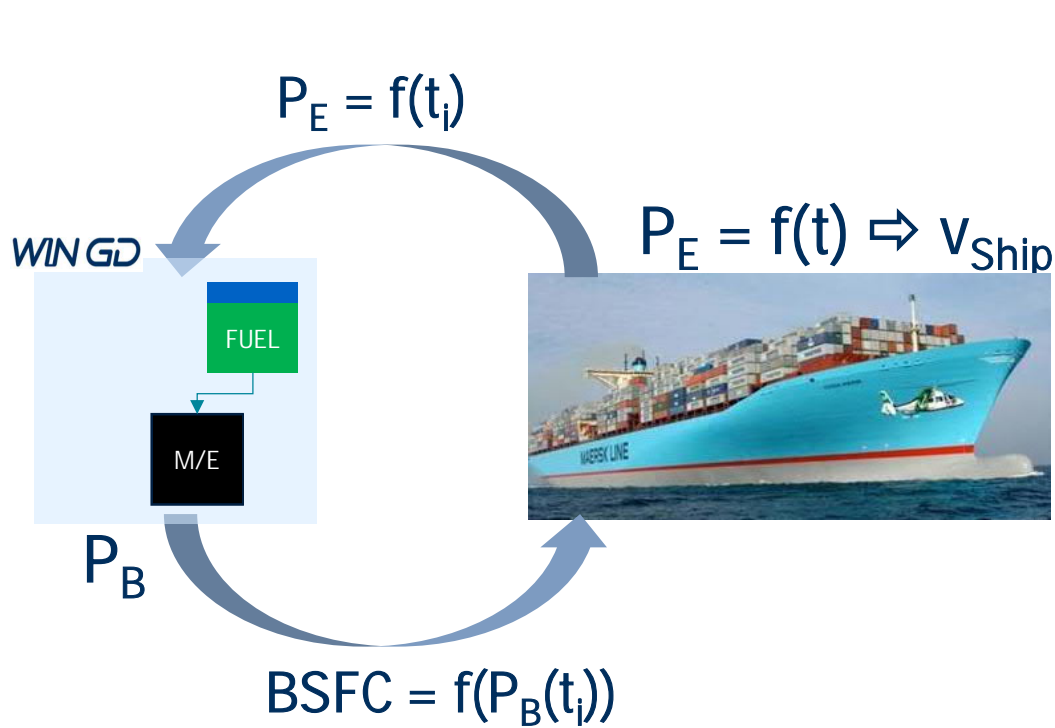 P_E = f(t_i)
P_E = f(t) ⇨ v_Ship
WIN GD
FUEL
M/E
MAERSK LINE
P_B
BSFC = f(P_B(t_i))